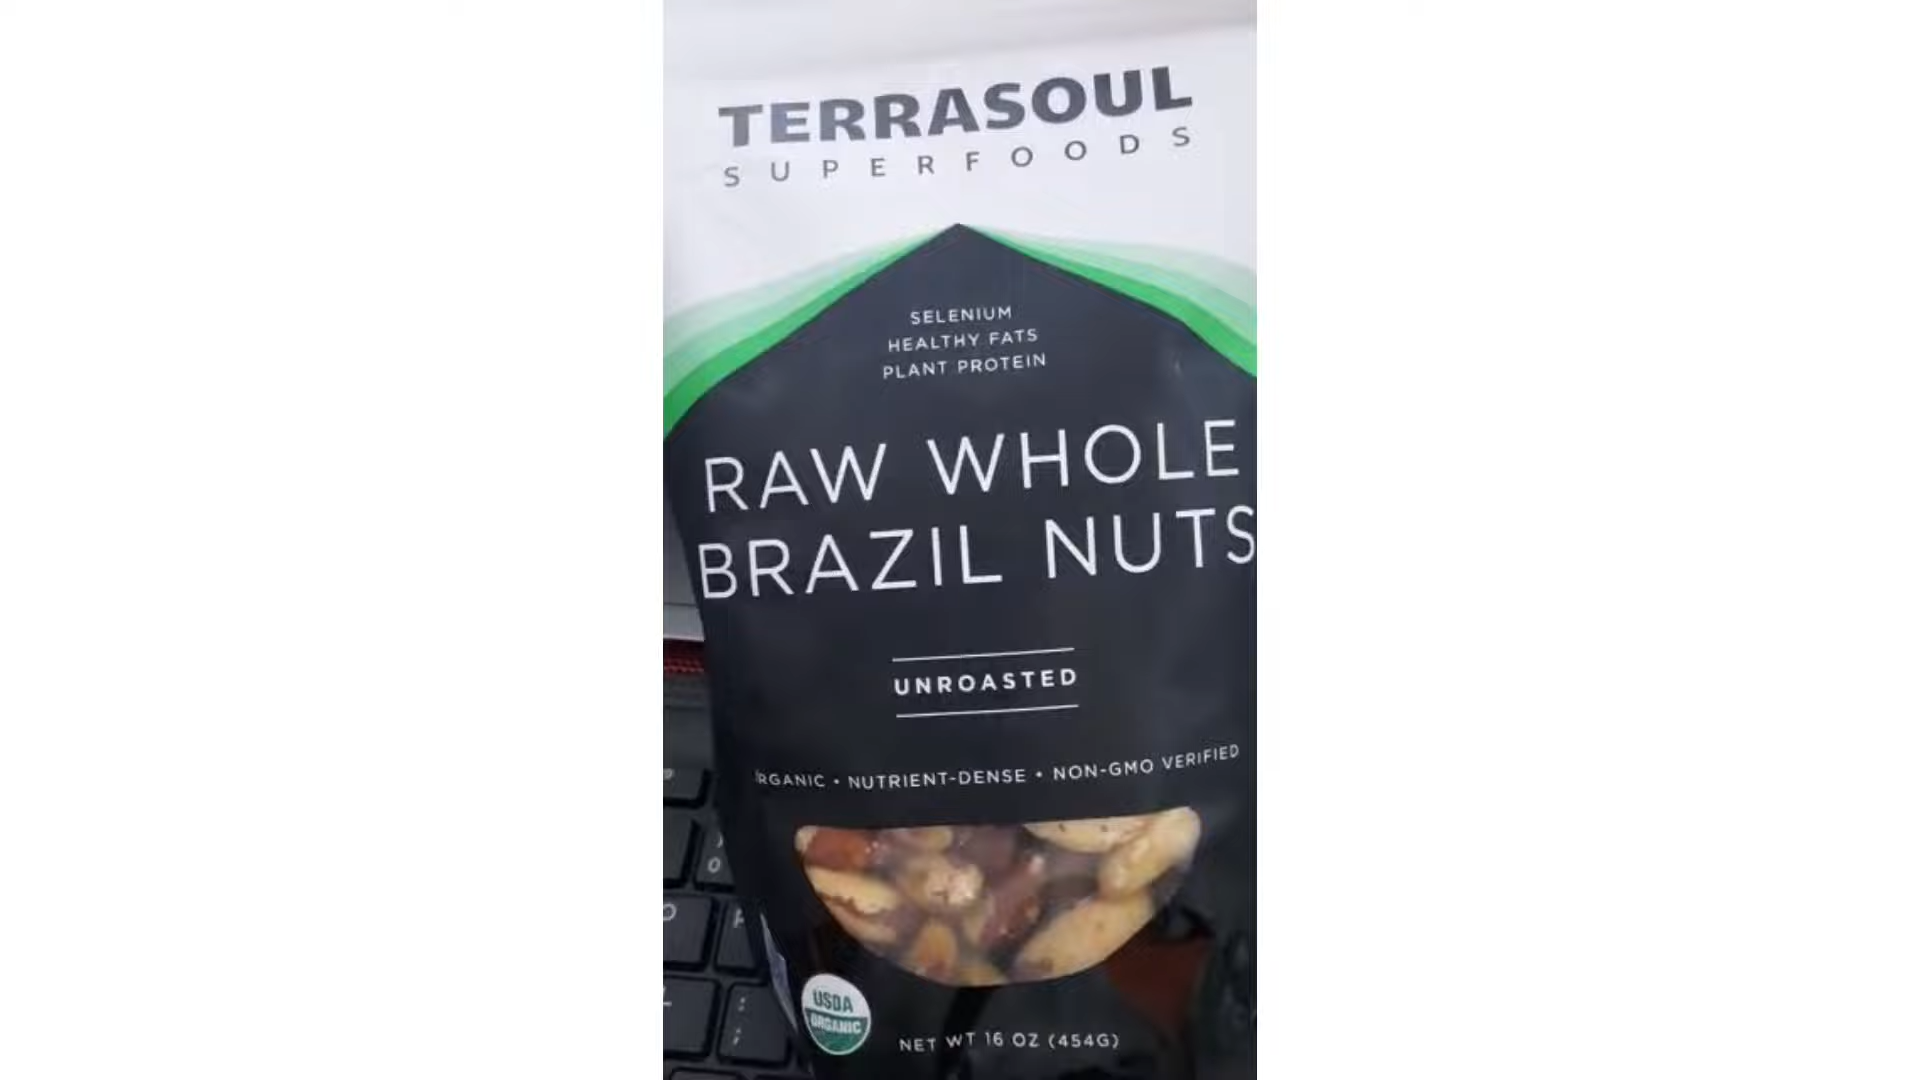 TERRASOUL
SUPERFOODS
SELENIUM
HEALTHY FATS
PLANT PROTEIN
RAW WHOLE
BRAZIL NUTS
UNROASTED
RGANIC • NUTRIENT-DENSE • NON-GMO VERIFIED
USDA
ORGANIC
NET WT 16 OZ (454G)